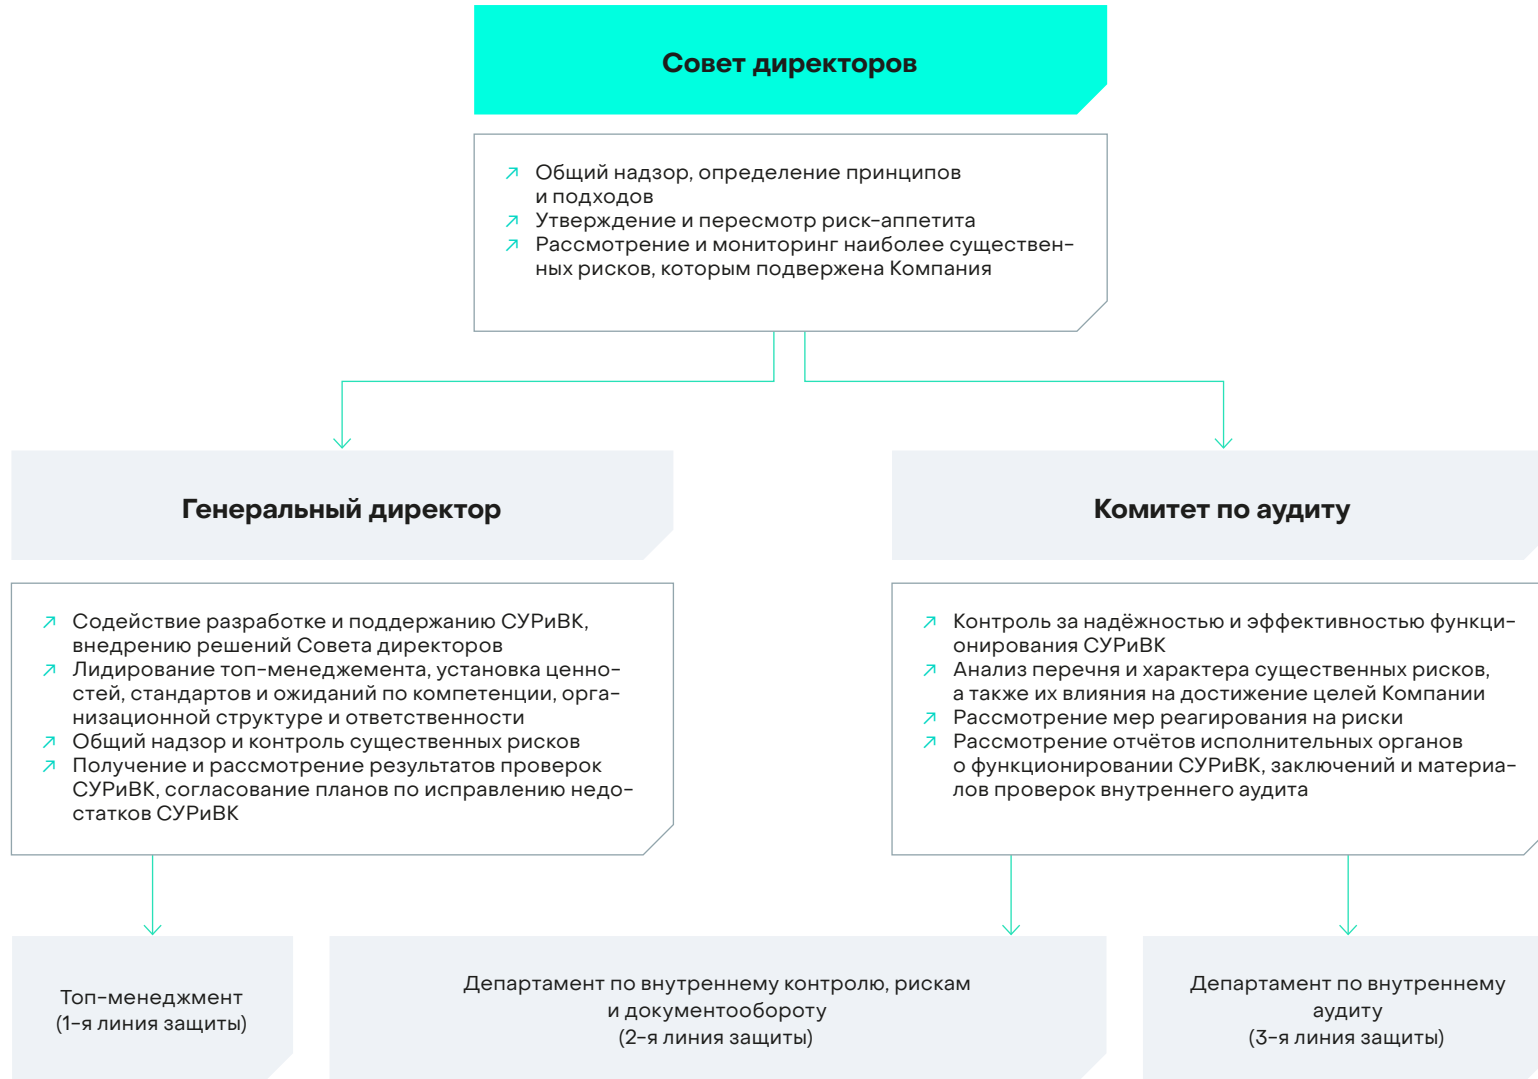 Совет директоров
Общий надзор, определение принципов
и подходов
Утверждение и пересмотр риск-аппетита
Рассмотрение и мониторинг наиболее существен-
ных рисков, которым подвержена Компания
Генеральный директор
Содействие разработке и поддержанию СУРиВК,
внедрению решений Совета директоров
Лидирование топ-менеджемента, установка ценно-
стей, стандартов и ожиданий по компетенции, орга-
низационной структуре и ответственности
Общий надзор и контроль существенных рисков
Получение и рассмотрение результатов проверок
СУРиВК, согласование планов по исправлению недо-
статков СУРиВК
Комитет по аудиту
Контроль за надёжностью и эффективностью функци-
онирования СУРиВК
Анализ перечня и характера существенных рисков,
а также их влияния на достижение целей Компании
Рассмотрение мер реагирования на риски
Рассмотрение отчётов исполнительных органов
о функционировании СУРиВК, заключений и материа-
лов проверок внутреннего аудита
Топ-менеджмент
(1-я линия защиты)
Департамент по внутреннему контролю, рискам
и документообороту
(2-я линия защиты)
Департамент по внутреннему
аудиту
(3-я линия защиты)